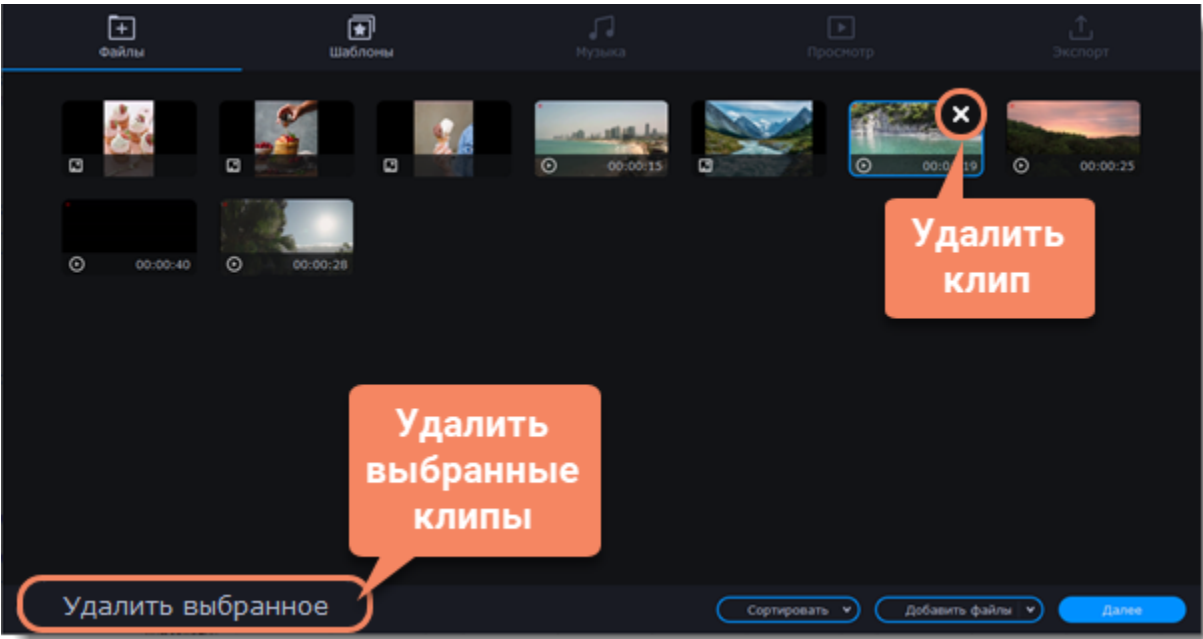 Файлы
Шаблоны
Музыка
Просмотр
Экспорт
00:00:15
00:00:25
Удалить
клип
00:00:40
00:00:28
Удалить
выбранные
клипы
Удалить выбранное
Сортировать
Добавить файлы
Далее